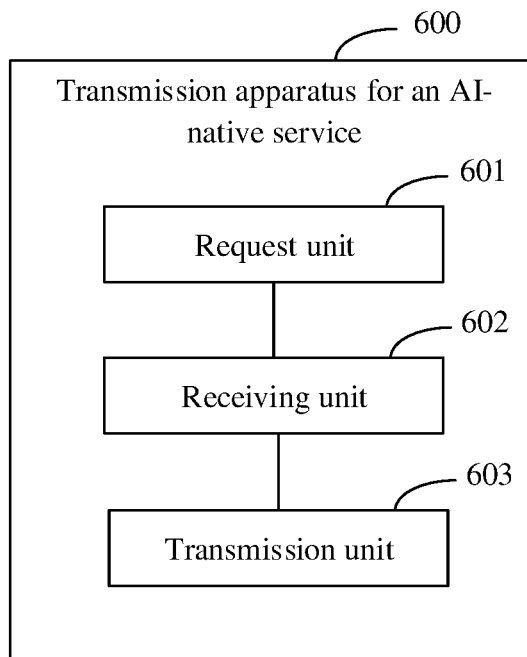 600
Transmission apparatus for an AI-
native service
601
Request unit
602
Receiving unit
603
Transmission unit